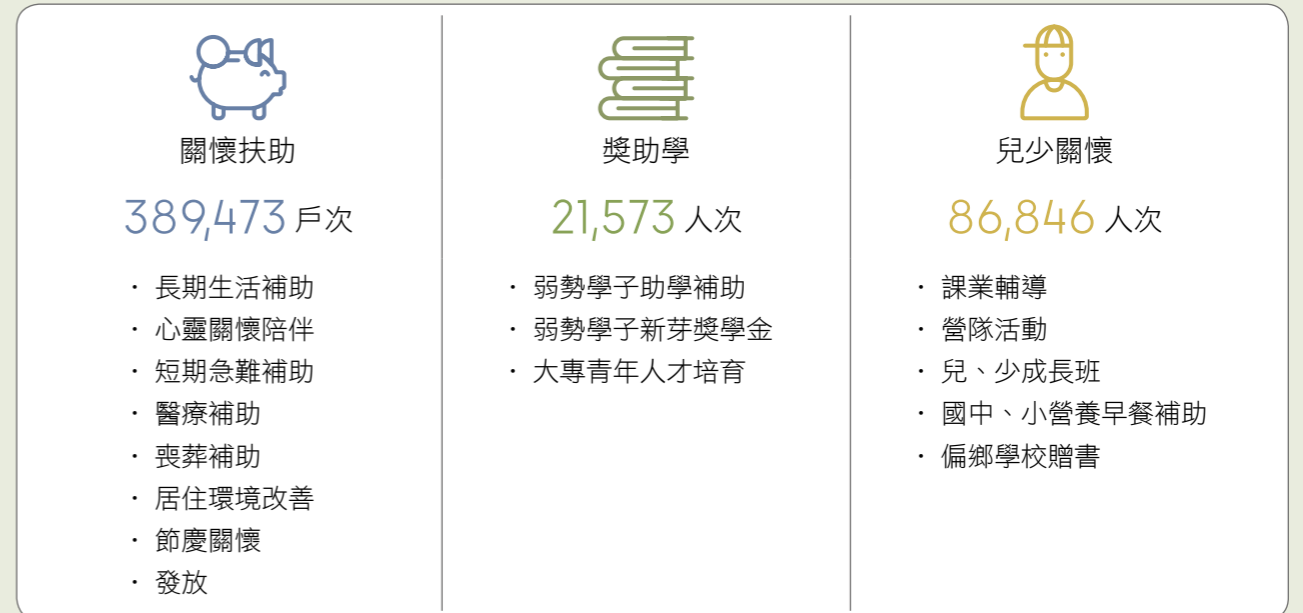 關懷扶助
389,473 戶次
· 長期生活補助
· 心靈關懷陪伴
· 短期急難補助
· 醫療補助
· 喪葬補助
· 居住環境改善
· 節慶關懷
· 發放
獎助學
21,573 人次
· 弱勢學子助學補助
· 弱勢學子新芽獎學金
· 大專青年人才培育
兒少關懷
86,846 人次
· 課業輔導
· 營隊活動
· 兒、少成長班
· 國中、小營養早餐補助
· 偏鄉學校贈書